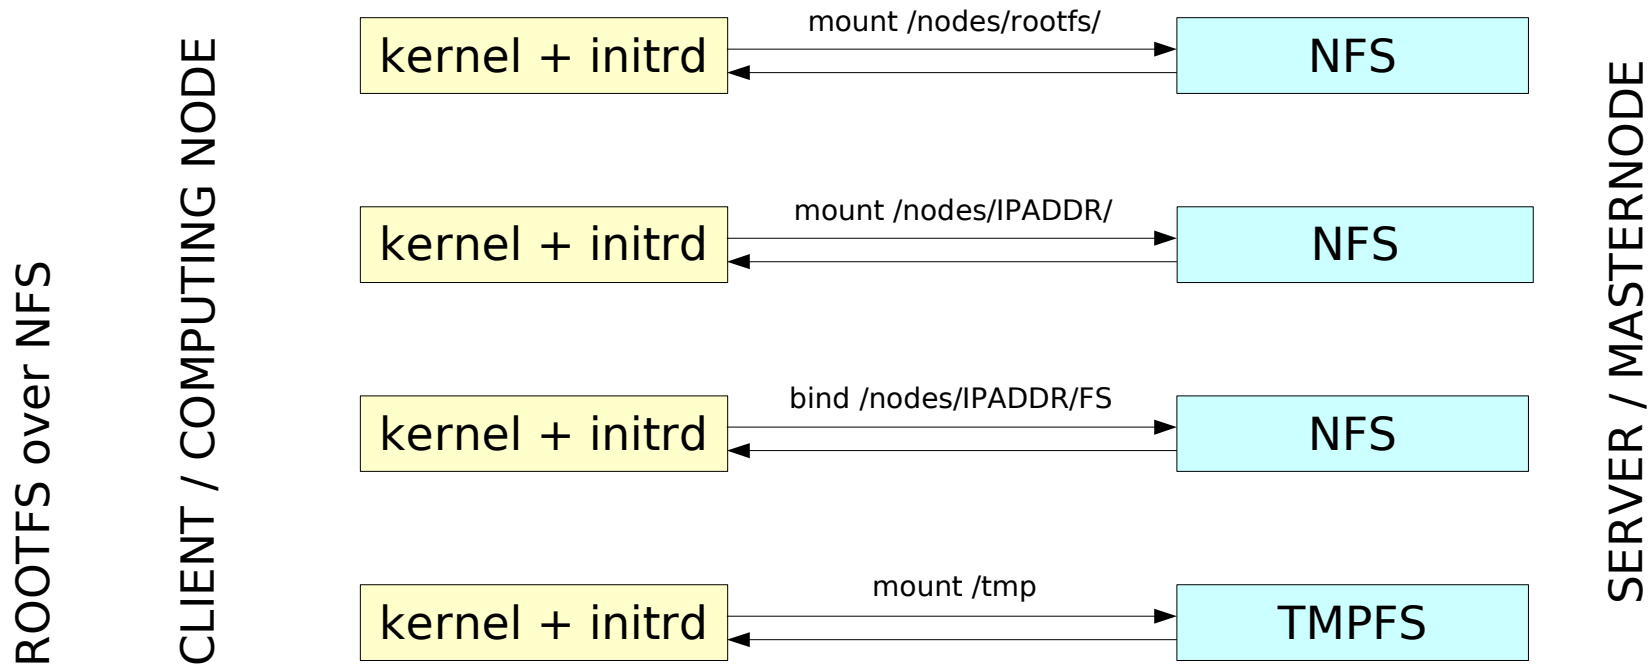 ROOTFS over NFS
CLIENT / COMPUTING NODE
kernel + initrd
mount /nodes/rootfs/
NFS
kernel + initrd
mount /nodes/IPADDR/
NFS
kernel + initrd
bind /nodes/IPADDR/FS
NFS
kernel + initrd
mount /tmp
TMPFS
SERVER / MASTERNODE